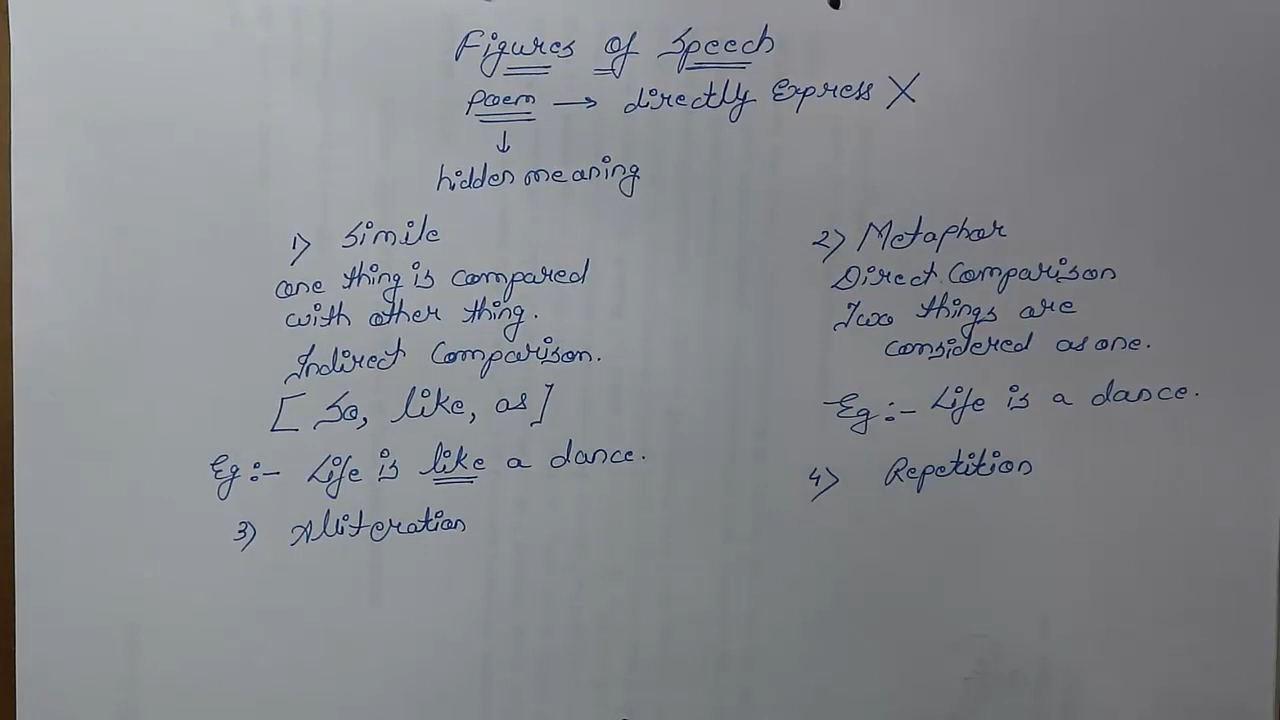 Figures of Speech
Poem → directly Express X
↓
hidden meaning
1) Simile
one thing is compared
with other thing.
Indirect Comparison.
[ So, like, as ]
Eg :- Life is like a dance.
3) Alliteration
2) Metaphor
Direct Comparison
Two things are
considered as one.
Eg :- Life is a dance.
4) Repetition